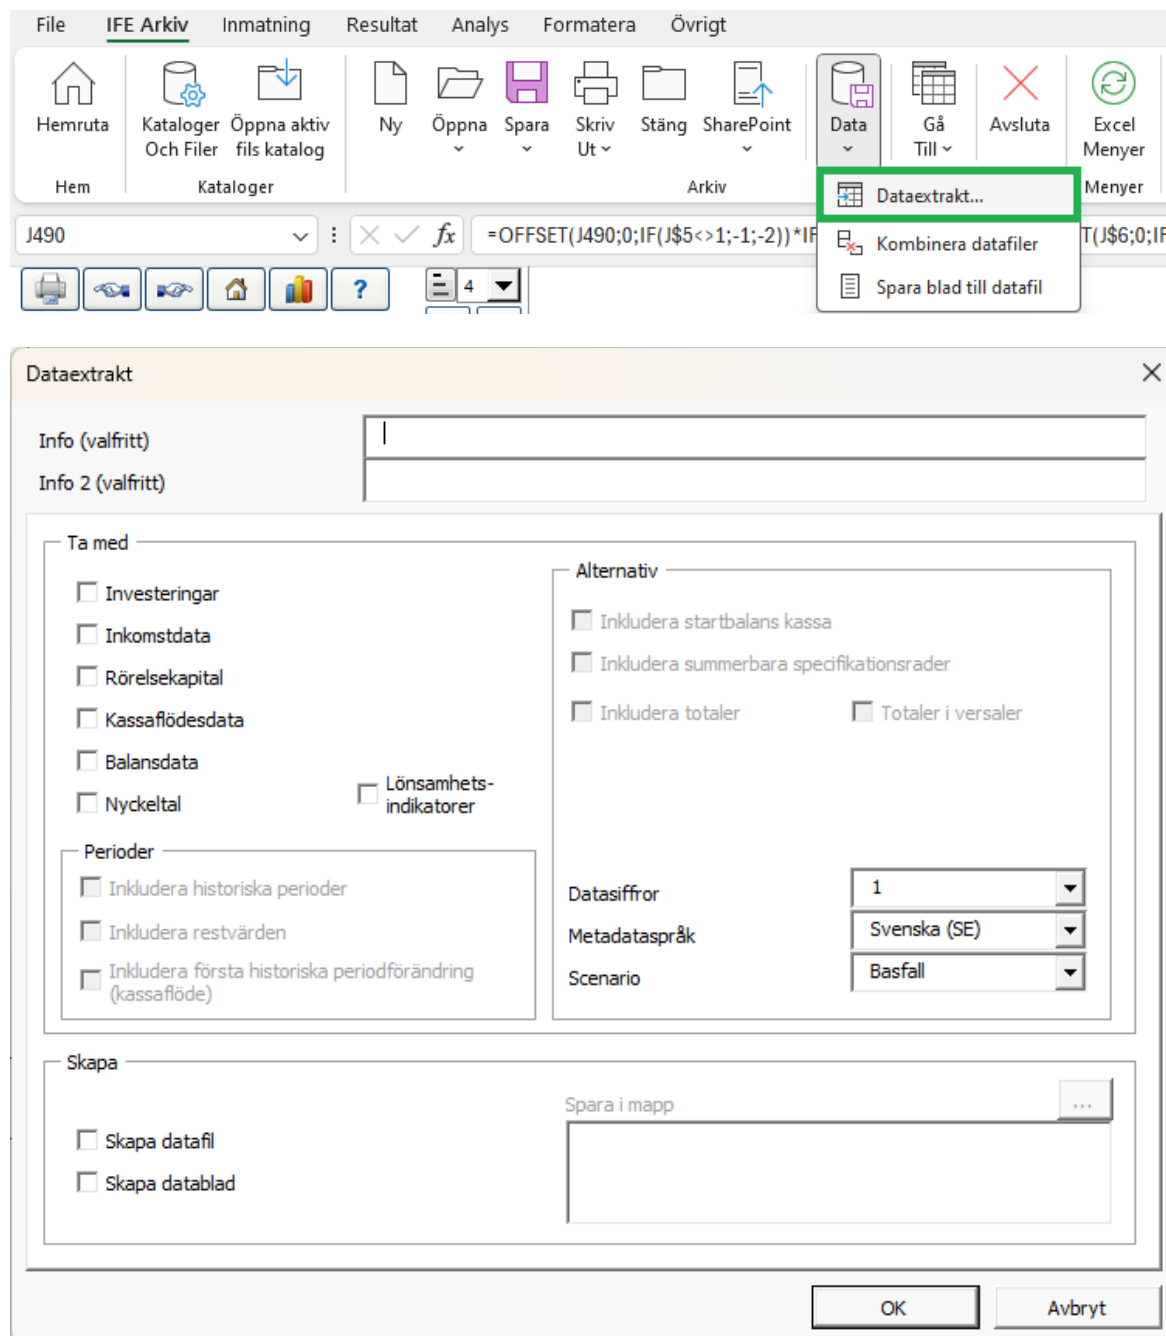 File IFE Arkiv Inmatning Resultat Analys Formatera Övrigt
Hemruta Kataloger Och Filer Öppna aktiv fils katalog Ny Öppna Spara Skriv Ut Stäng SharePoint Data Gå Till Avsluta Excel Menyer
Hem Kataloger Arkiv Menyer
Dataextrakt...
Kombinera datafiler
Spara blad till datafil
J490 fx =OFFSET(J490;0;IF(J$5<>1;-1;-2))*IF T(J$6;0;IF
? 4
Dataextrakt
Info (valfritt)
Info 2 (valfritt)
Ta med
Investeringar
Inkomstdata
Rörelsekapital
Kassaflödesdata
Balansdata
Nyckeltal
Lönsamhets-
indikatorer
Perioder
Inkludera historiska perioder
Inkludera restvärden
Inkludera första historiska periodförändring
(kassaflöde)
Alternativ
Inkludera startbalans kassa
Inkludera summerbara specifikationsrader
Inkludera totaler Totaler i versaler
Datasiffror 1
Metadataspråk Svenska (SE)
Scenario Basfall
Skapa
Skapa datafil
Skapa datablad
Spara i mapp ...
OK Avbryt